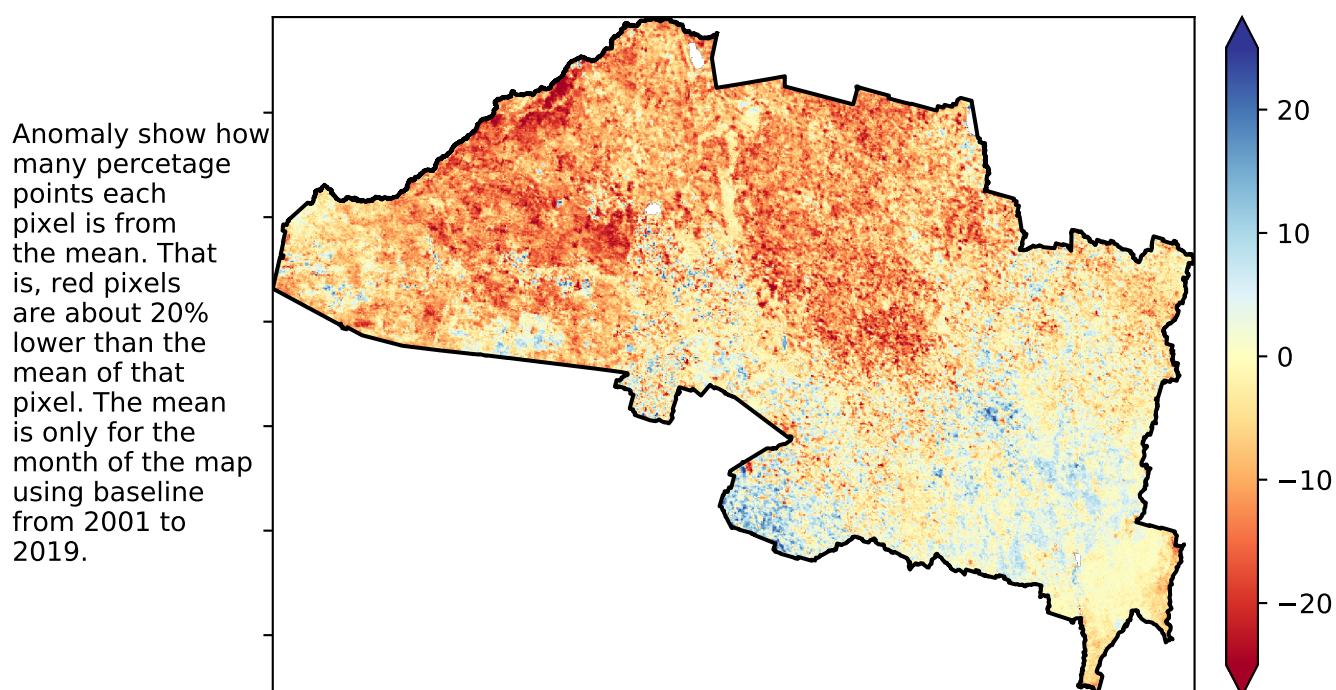 Anomaly show how
many percetage
points each
pixel is from
the mean. That
is, red pixels
are about 20%
lower than the
mean of that
pixel. The mean
is only for the
month of the map
using baseline
from 2001 to
2019.
20
10
0
−10
−20